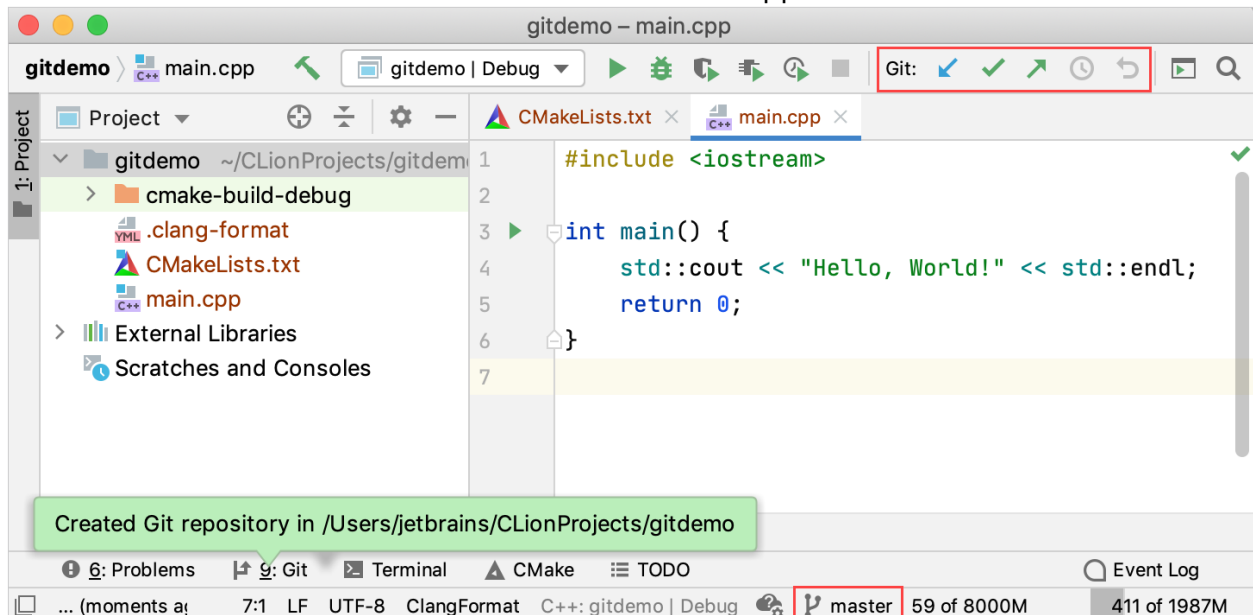 gitdemo – main.cpp
gitdemo main.cpp gitdemo | Debug Git:
1: Project
Project
CMakeLists.txt main.cpp
gitdemo ~/CLionProjects/gitdem
cmake-build-debug
.clang-format
CMakeLists.txt
main.cpp
External Libraries
Scratches and Consoles
1 #include <iostream>
2
3 int main() {
4 std::cout << "Hello, World!" << std::endl;
5 return 0;
6 }
7
Created Git repository in /Users/jetbrains/CLionProjects/gitdemo
6: Problems 9: Git Terminal CMake TODO Event Log
... (moments 7:1 LF UTF-8 ClangFormat C++: gitdemo | Debug master 59 of 8000M 411 of 1987M